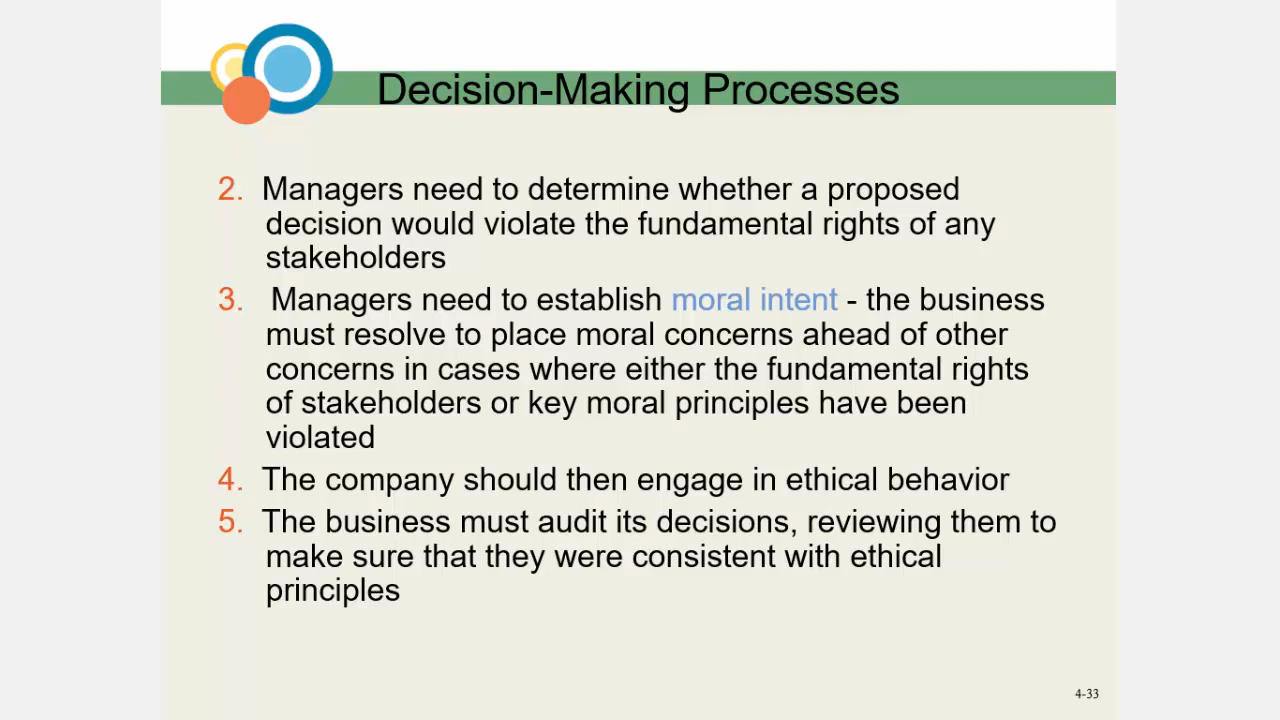 Decision-Making Processes
2. Managers need to determine whether a proposed
decision would violate the fundamental rights of any
stakeholders
3. Managers need to establish moral intent - the business
must resolve to place moral concerns ahead of other
concerns in cases where either the fundamental rights
of stakeholders or key moral principles have been
violated
4. The company should then engage in ethical behavior
5. The business must audit its decisions, reviewing them to
make sure that they were consistent with ethical
principles
4-33